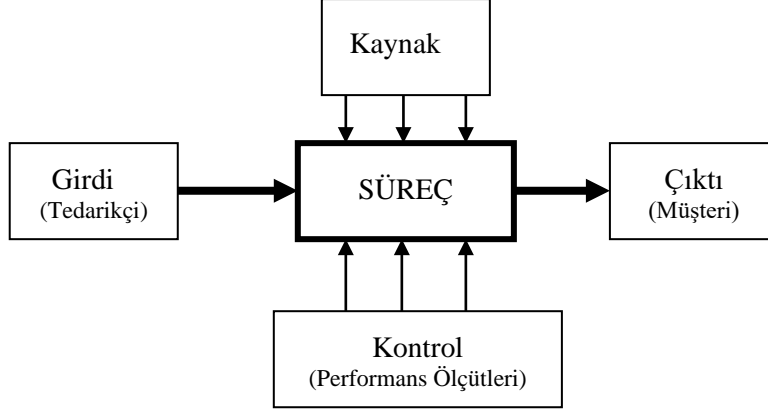 Kaynak
Girdi
(Tedarikçi)
SÜREÇ
Çıktı
(Müşteri)
Kontrol
(Performans Ölçütleri)